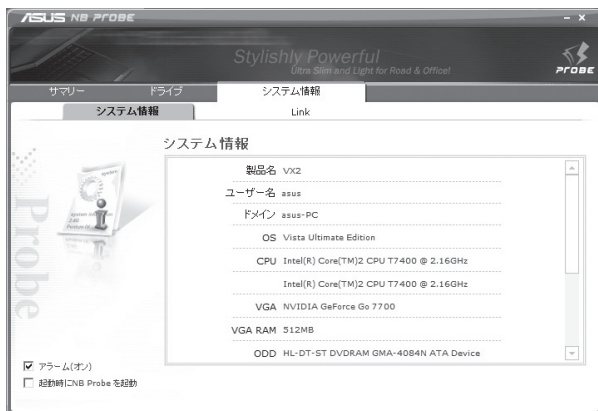 ASUS NB PROBE
Stylishly Powerful
Ultra Slim and Light for Road & Office!
PROBE
サマリー ドライブ システム情報
システム情報 Link
システム情報
製品名 VX2
ユーザー名 asus
ドメイン asus-PC
OS Vista Ultimate Edition
CPU Intel(R) Core(TM)2 CPU T7400 @ 2.16GHz
Intel(R) Core(TM)2 CPU T7400 @ 2.16GHz
VGA NVIDIA GeForce Go 7700
VGA RAM 512MB
ODD HL-DT-ST DVDRAM GMA-4084N ATA Device
Probe
アラーム(オン)
起動時にNB Probe を起動